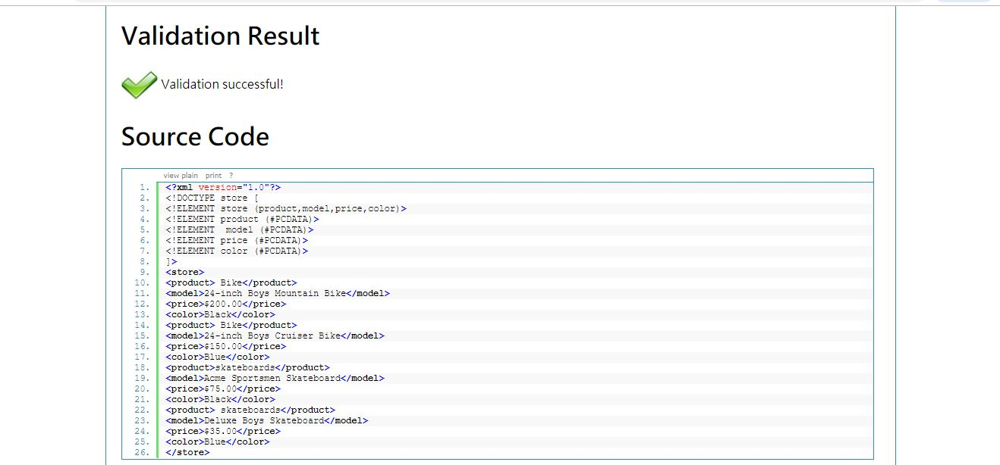 Validation Result
Validation successful!
Source Code
view plain print ?
1. <?xml version="1.0"?>
2. <!DOCTYPE store [
3. <!ELEMENT store (product,model,price,color)>
4. <!ELEMENT product (#PCDATA)>
5. <!ELEMENT  model (#PCDATA)>
6. <!ELEMENT price (#PCDATA)>
7. <!ELEMENT color (#PCDATA)>
8. ]>
9. <store>
10. <product> Bike</product>
11. <model>24-inch Boys Mountain Bike</model>
12. <price>$200.00</price>
13. <color>Black</color>
14. <product> Bike</product>
15. <model>24-inch Boys Cruiser Bike</model>
16. <price>$150.00</price>
17. <color>Blue</color>
18. <product>skateboards</product>
19. <model>Acme Sportsmen Skateboard</model>
20. <price>$75.00</price>
21. <color>Black</color>
22. <product> skateboards</product>
23. <model>Deluxe Boys Skateboard</model>
24. <price>$35.00</price>
25. <color>Blue</color>
26. </store>